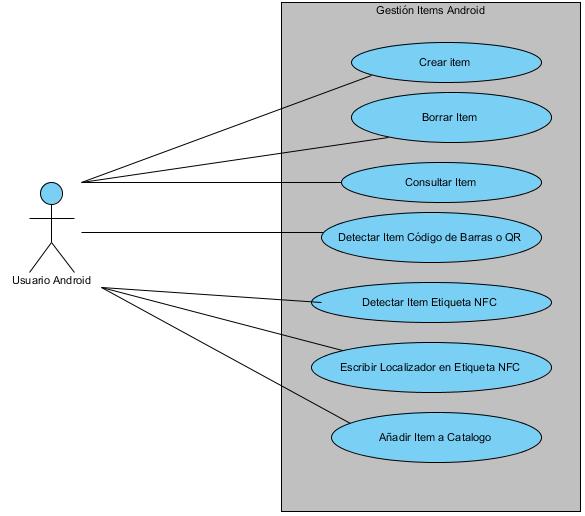 Gestión Items Android
Crear item
Borrar Item
Consultar Item
Detectar Item Código de Barras o QR
Usuario Android
Detectar Item Etiqueta NFC
Escribir Localizador en Etiqueta NFC
Añadir Item a Catalogo